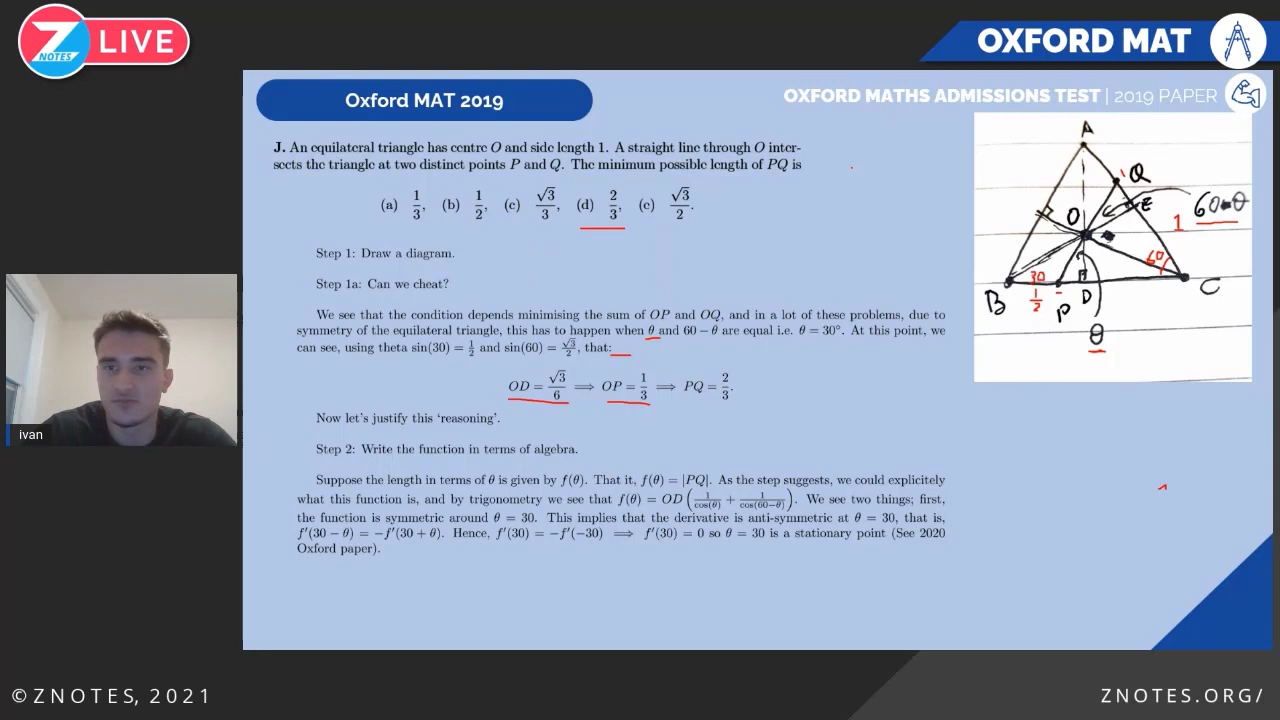 Z NOTES LIVE
OXFORD MAT
Oxford MAT 2019
OXFORD MATHS ADMISSIONS TEST | 2019 PAPER
J. An equilateral triangle has centre O and side length 1. A straight line through O inter-
sects the triangle at two distinct points P and Q. The minimum possible length of PQ is
(a) 1/3, (b) 1/2, (c) √3/3, (d) 2/3, (e) √3/2.
Step 1: Draw a diagram.
Step 1a: Can we cheat?
We see that the condition depends minimising the sum of OP and OQ, and in a lot of these problems, due to
symmetry of the equilateral triangle, this has to happen when θ and 60 − θ are equal i.e. θ = 30°. At this point, we
can see, using theta sin(30) = 1/2 and sin(60) = √3/2, that:
OD = √3/6 ⟹ OP = 1/3 ⟹ PQ = 2/3.
Now let's justify this 'reasoning'.
Step 2: Write the function in terms of algebra.
Suppose the length in terms of θ is given by f(θ). That it, f(θ) = |PQ|. As the step suggests, we could explicitly
what this function is, and by trigonometry we see that f(θ) = OD (1/cos(θ) + 1/cos(60−θ)). We see two things; first,
the function is symmetric around θ = 30. This implies that the derivative is anti-symmetric at θ = 30, that is,
f′(30 − θ) = −f′(30 + θ). Hence, f′(30) = −f′(−30) ⟹ f′(30) = 0 so θ = 30 is a stationary point (See 2020
Oxford paper).
A
Q
E
60-θ
O
1
60
30
B
1/2
P
D
C
θ
ivan
© ZNOTES, 2021
ZNOTES.ORG/